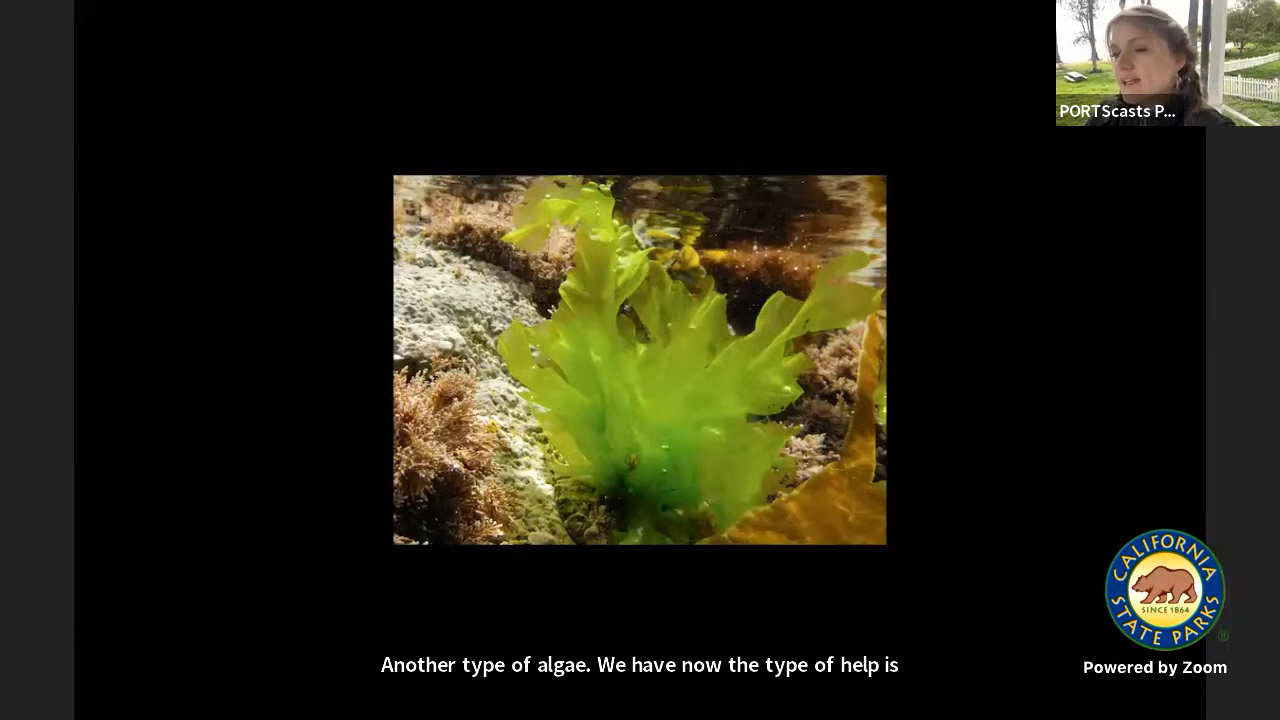 PORTScasts P...
CALIFORNIA
SINCE 1864
STATE PARKS
®
Powered by Zoom
Another type of algae. We have now the type of help is